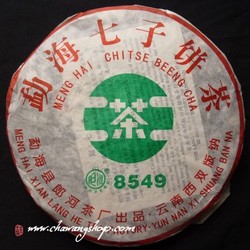 勐海七子饼茶
MENG HAI CHITSE BEENG CHA
茶
8549
勐海县郎河茶厂出品·云南西双版纳
MENG HAI XIAN LANG HE
YUN NAN XI SHUANG BAN NA
www.chawangshop.com